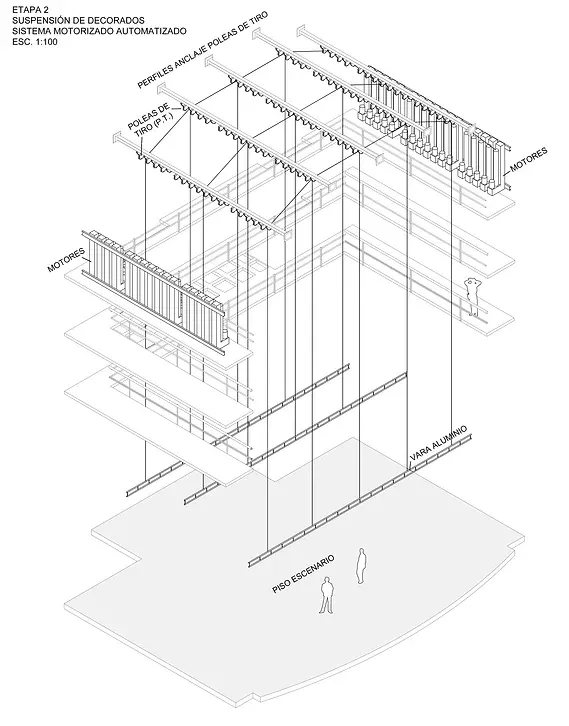 ETAPA 2
SUSPENSIÓN DE DECORADOS
SISTEMA MOTORIZADO AUTOMATIZADO
ESC. 1:100
PERFILES ANCLAJE POLEAS DE TIRO
POLEAS DE
TIRO (P.T.)
MOTORES
MOTORES
VARA ALUMINIO
PISO ESCENARIO